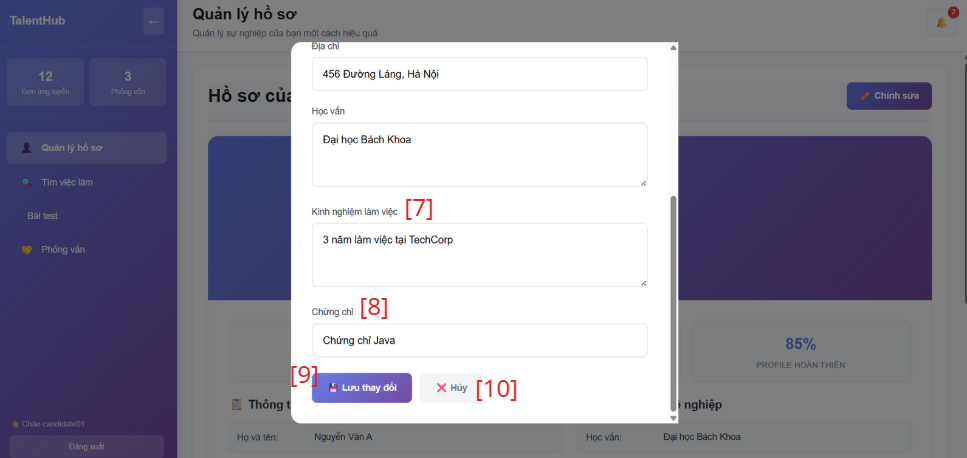 TalentHub
←
12
Đơn ứng tuyển
3
Phỏng vấn
Quản lý hồ sơ
Tìm việc làm
Bài test
Phỏng vấn
Chào candidate01
Đăng xuất
Quản lý hồ sơ
Quản lý sự nghiệp của bạn một cách hiệu quả
2
Hồ sơ củ
Chỉnh sửa
Địa chỉ
456 Đường Láng, Hà Nội
Học vấn
Đại học Bách Khoa
Kinh nghiệm làm việc [7]
3 năm làm việc tại TechCorp
Chứng chỉ [8]
Chứng chỉ Java
[9] Lưu thay đổi
Hủy [10]
85%
PROFILE HOÀN THIỆN
Thông t
nghiệp
Họ và tên: Nguyễn Văn A
Học vấn: Đại học Bách Khoa